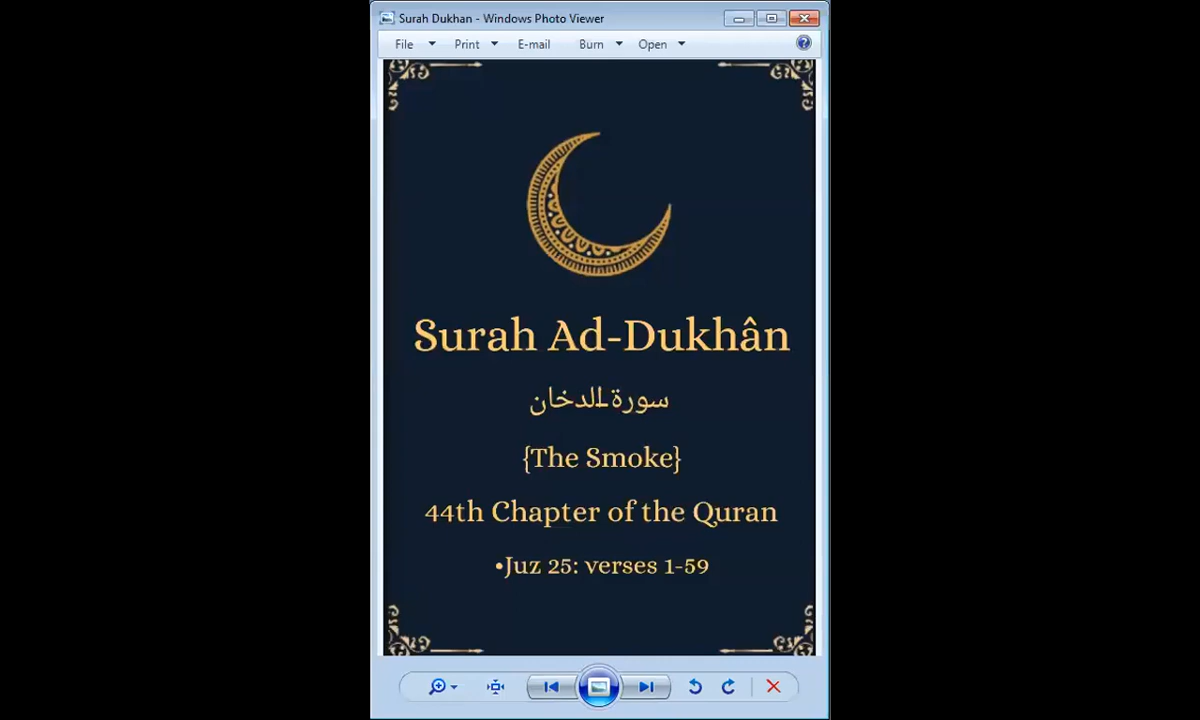 Surah Dukhan - Windows Photo Viewer
File Print E-mail Burn Open
Surah Ad-Dukhân
سورة الدخان
{The Smoke}
44th Chapter of the Quran
•Juz 25: verses 1-59